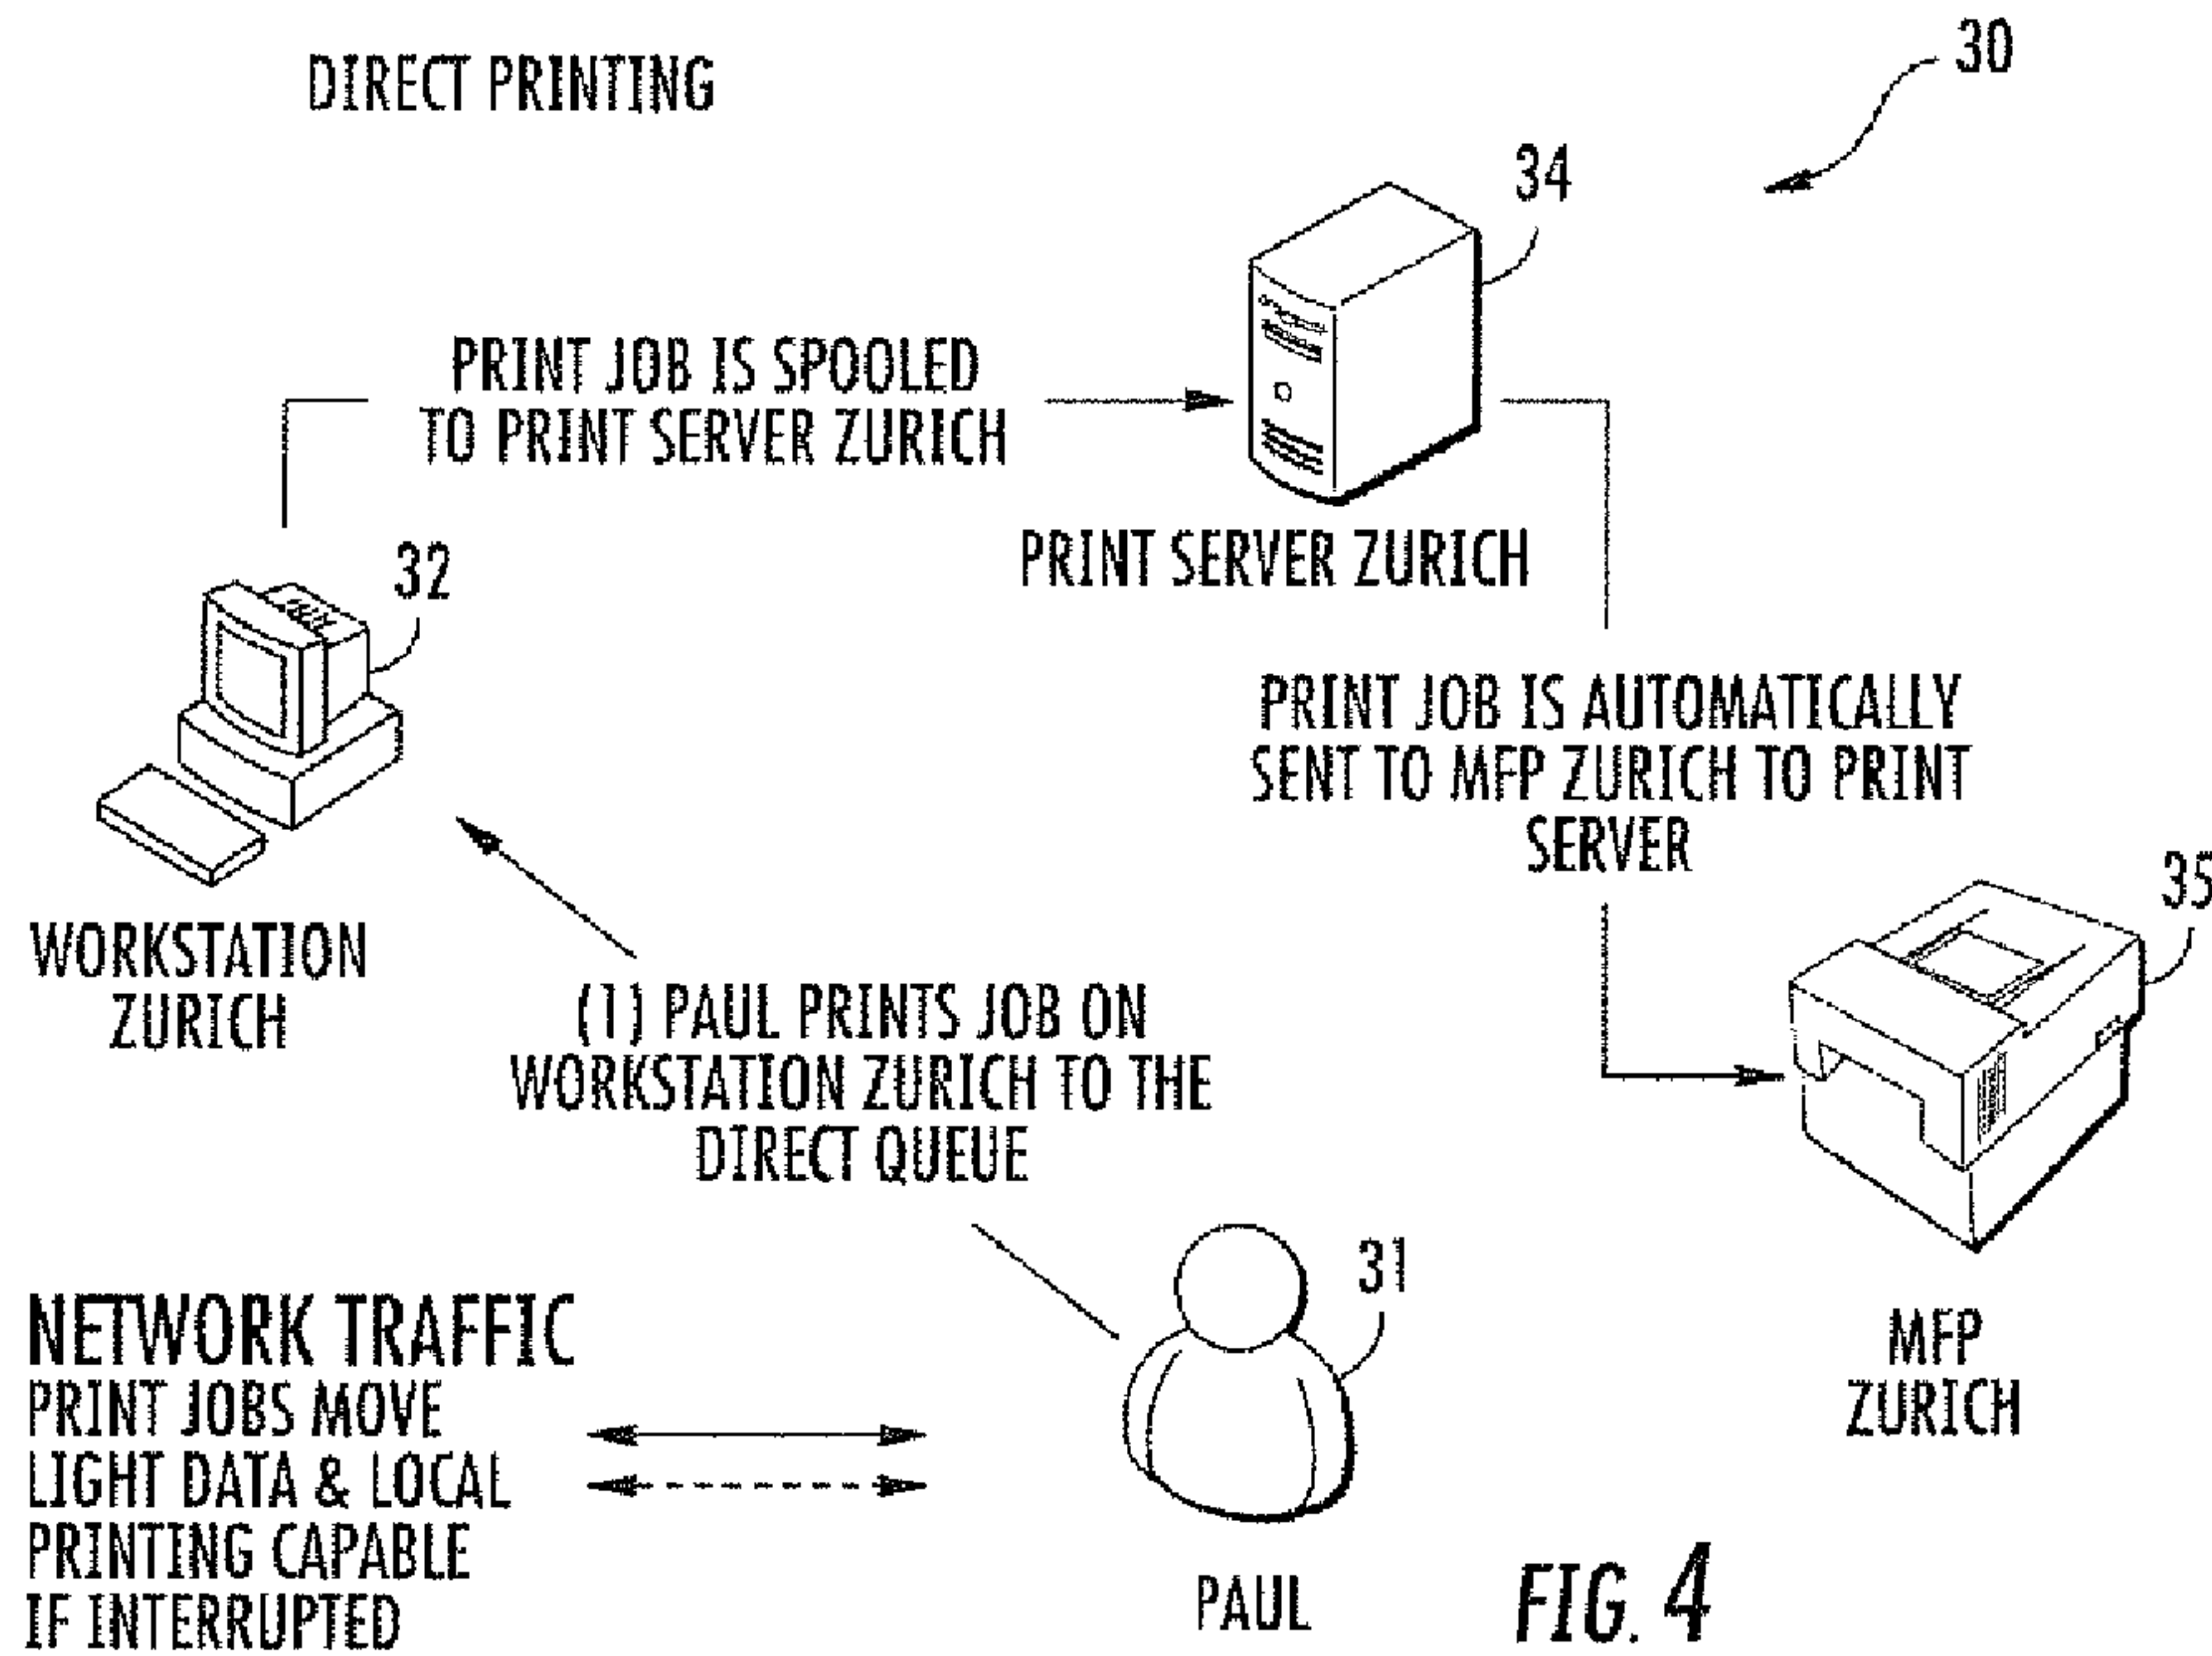 DIRECT PRINTING
30
34
PRINT JOB IS SPOOLED
TO PRINT SERVER ZURICH
PRINT SERVER ZURICH
32
PRINT JOB IS AUTOMATICALLY
SENT TO MFP ZURICH TO PRINT
SERVER
35
WORKSTATION
ZURICH
(1) PAUL PRINTS JOB ON
WORKSTATION ZURICH TO THE
DIRECT QUEUE
31
MFP
ZURICH
NETWORK TRAFFIC
PRINT JOBS MOVE
LIGHT DATA & LOCAL
PRINTING CAPABLE
IF INTERRUPTED
PAUL
FIG. 4